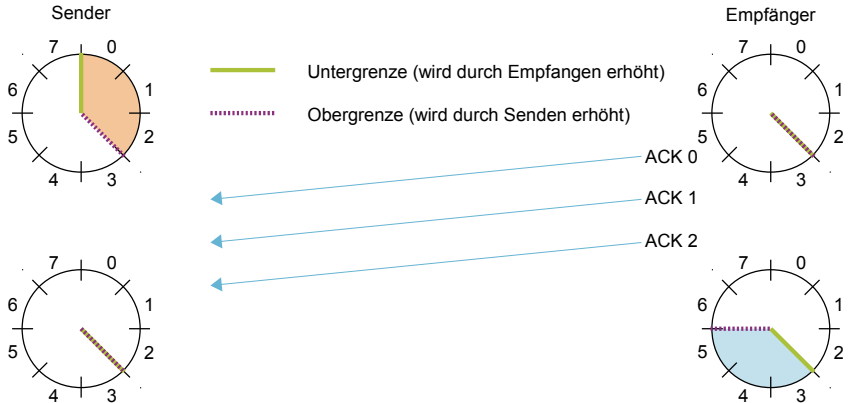 Sender
Empfänger
7 0
6 1
5 2
4 3
Untergrenze (wird durch Empfangen erhöht)
Obergrenze (wird durch Senden erhöht)
7 0
6 1
5 2
4 3
ACK 0
ACK 1
ACK 2
7 0
6 1
5 2
4 3
7 0
6 1
5 2
4 3